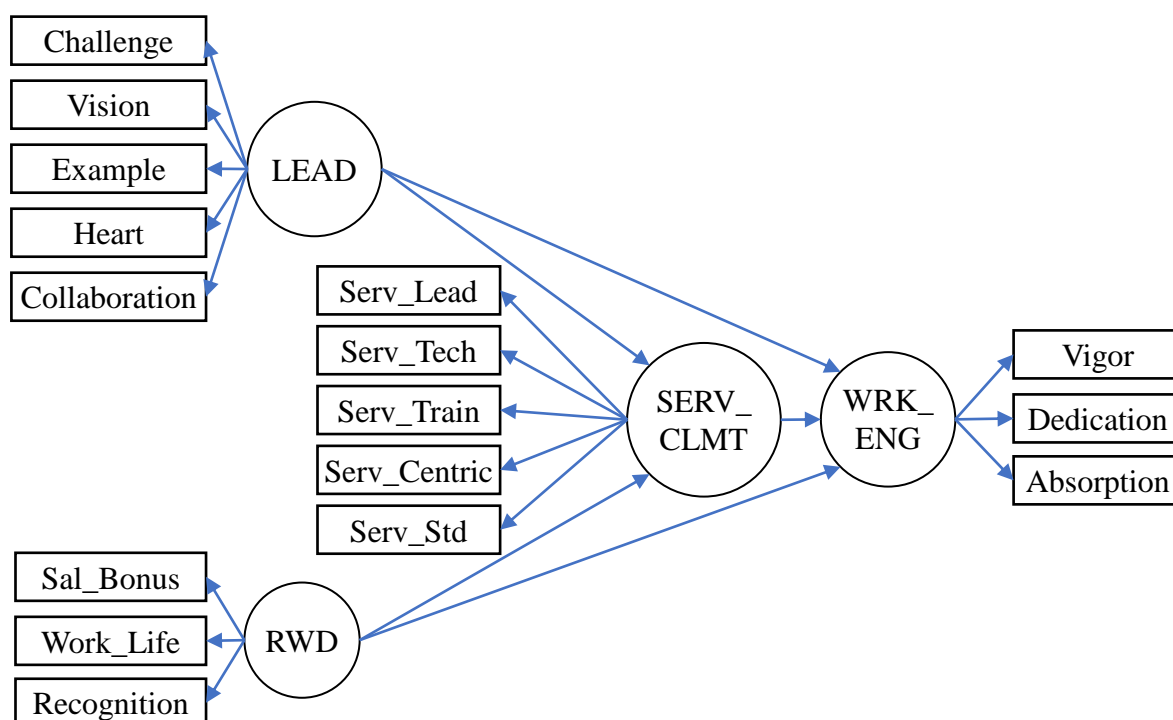 Challenge
Vision
Example
Heart
Collaboration
LEAD
Serv_Lead
Serv_Tech
Serv_Train
Serv_Centric
Serv_Std
SERV_
CLMT
WRK_
ENG
Vigor
Dedication
Absorption
Sal_Bonus
Work_Life
Recognition
RWD